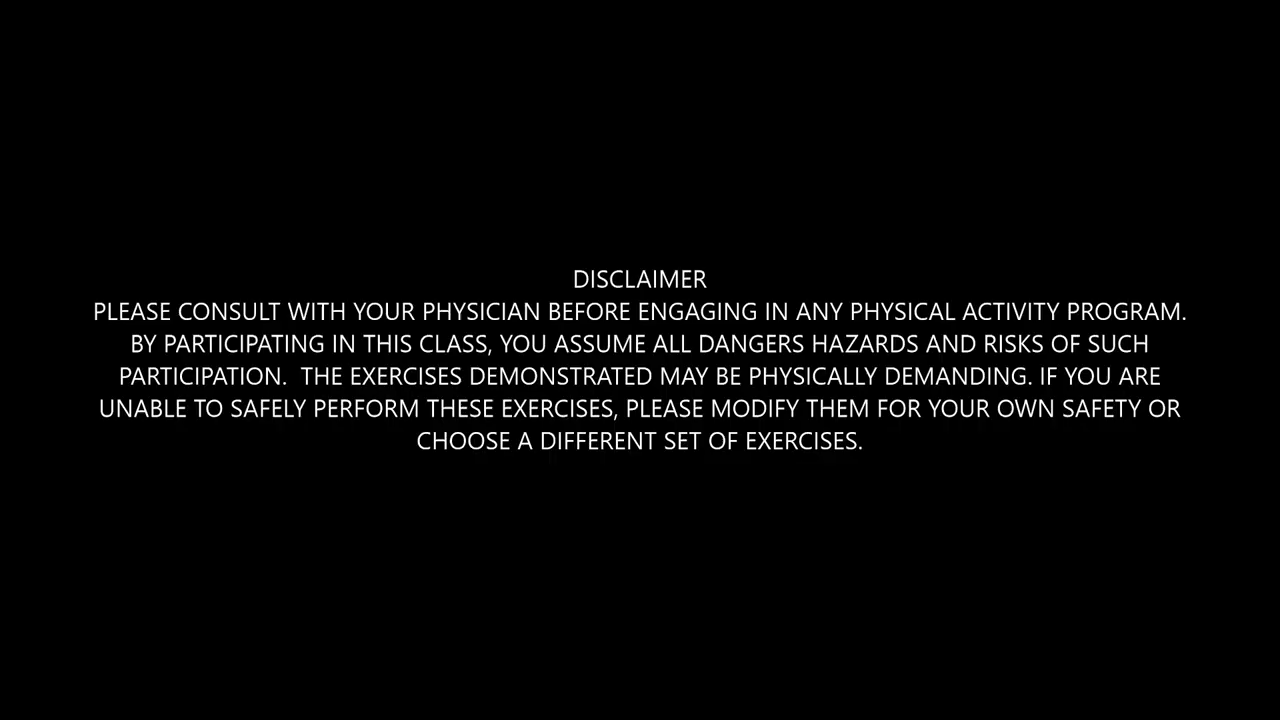 DISCLAIMER
PLEASE CONSULT WITH YOUR PHYSICIAN BEFORE ENGAGING IN ANY PHYSICAL ACTIVITY PROGRAM.
BY PARTICIPATING IN THIS CLASS, YOU ASSUME ALL DANGERS HAZARDS AND RISKS OF SUCH
PARTICIPATION.  THE EXERCISES DEMONSTRATED MAY BE PHYSICALLY DEMANDING. IF YOU ARE
UNABLE TO SAFELY PERFORM THESE EXERCISES, PLEASE MODIFY THEM FOR YOUR OWN SAFETY OR
CHOOSE A DIFFERENT SET OF EXERCISES.